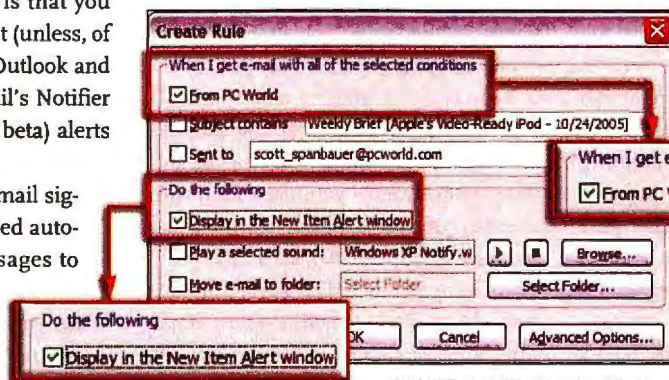 is that you
t (unless, of
Outlook and
il's Notifier
beta) alerts
mail sig-
ed auto-
sages to
Create Rule
When I get e-mail with all of the selected conditions
From PC World
Subject contains Weekly Brief [Apple's Video-Ready iPod - 10/24/2005]
Sent to scott_spanbauer@pcworld.com
When I get e
From PC
Do the following
Display in the New Item Alert window
Play a selected sound: Windows XP Notify.w Browse...
Move e-mail to folder: Select Folder Select Folder...
Do the following
Display in the New Item Alert window
OK Cancel Advanced Options...